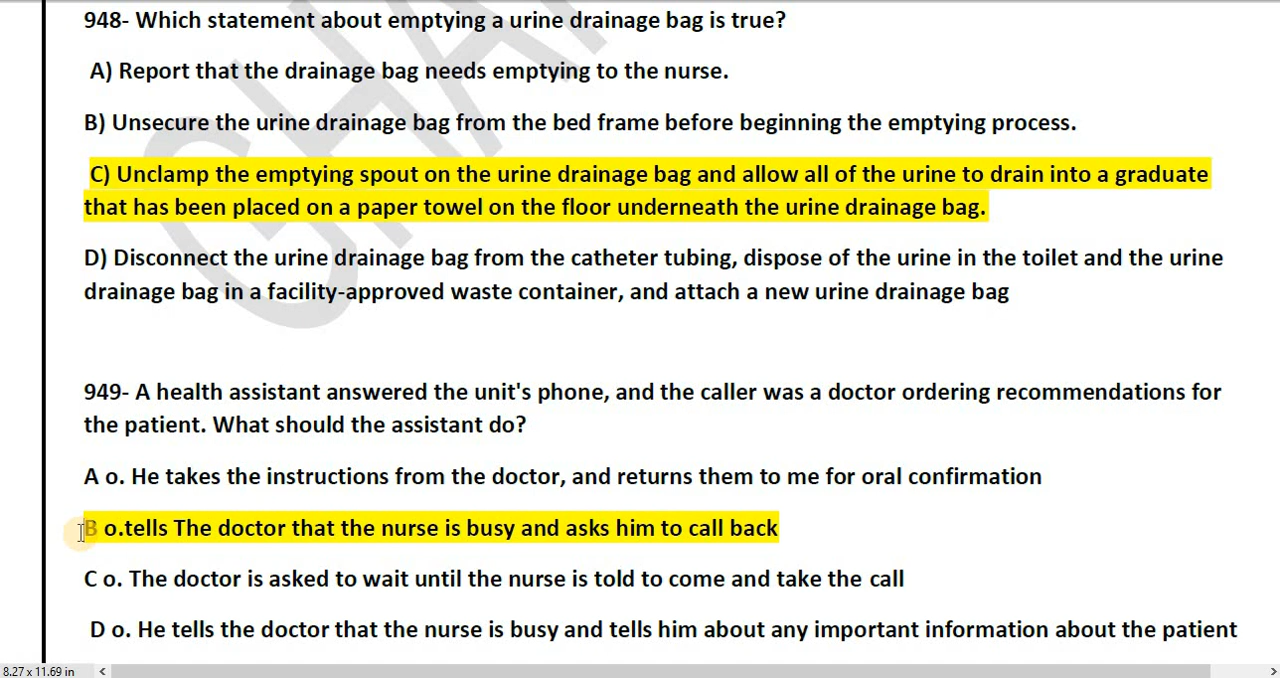 948- Which statement about emptying a urine drainage bag is true?
A) Report that the drainage bag needs emptying to the nurse.
B) Unsecure the urine drainage bag from the bed frame before beginning the emptying process.
C) Unclamp the emptying spout on the urine drainage bag and allow all of the urine to drain into a graduate
that has been placed on a paper towel on the floor underneath the urine drainage bag.
D) Disconnect the urine drainage bag from the catheter tubing, dispose of the urine in the toilet and the urine
drainage bag in a facility-approved waste container, and attach a new urine drainage bag
949- A health assistant answered the unit's phone, and the caller was a doctor ordering recommendations for
the patient. What should the assistant do?
A o. He takes the instructions from the doctor, and returns them to me for oral confirmation
B o.tells The doctor that the nurse is busy and asks him to call back
C o. The doctor is asked to wait until the nurse is told to come and take the call
D o. He tells the doctor that the nurse is busy and tells him about any important information about the patient
8.27 x 11.69 in